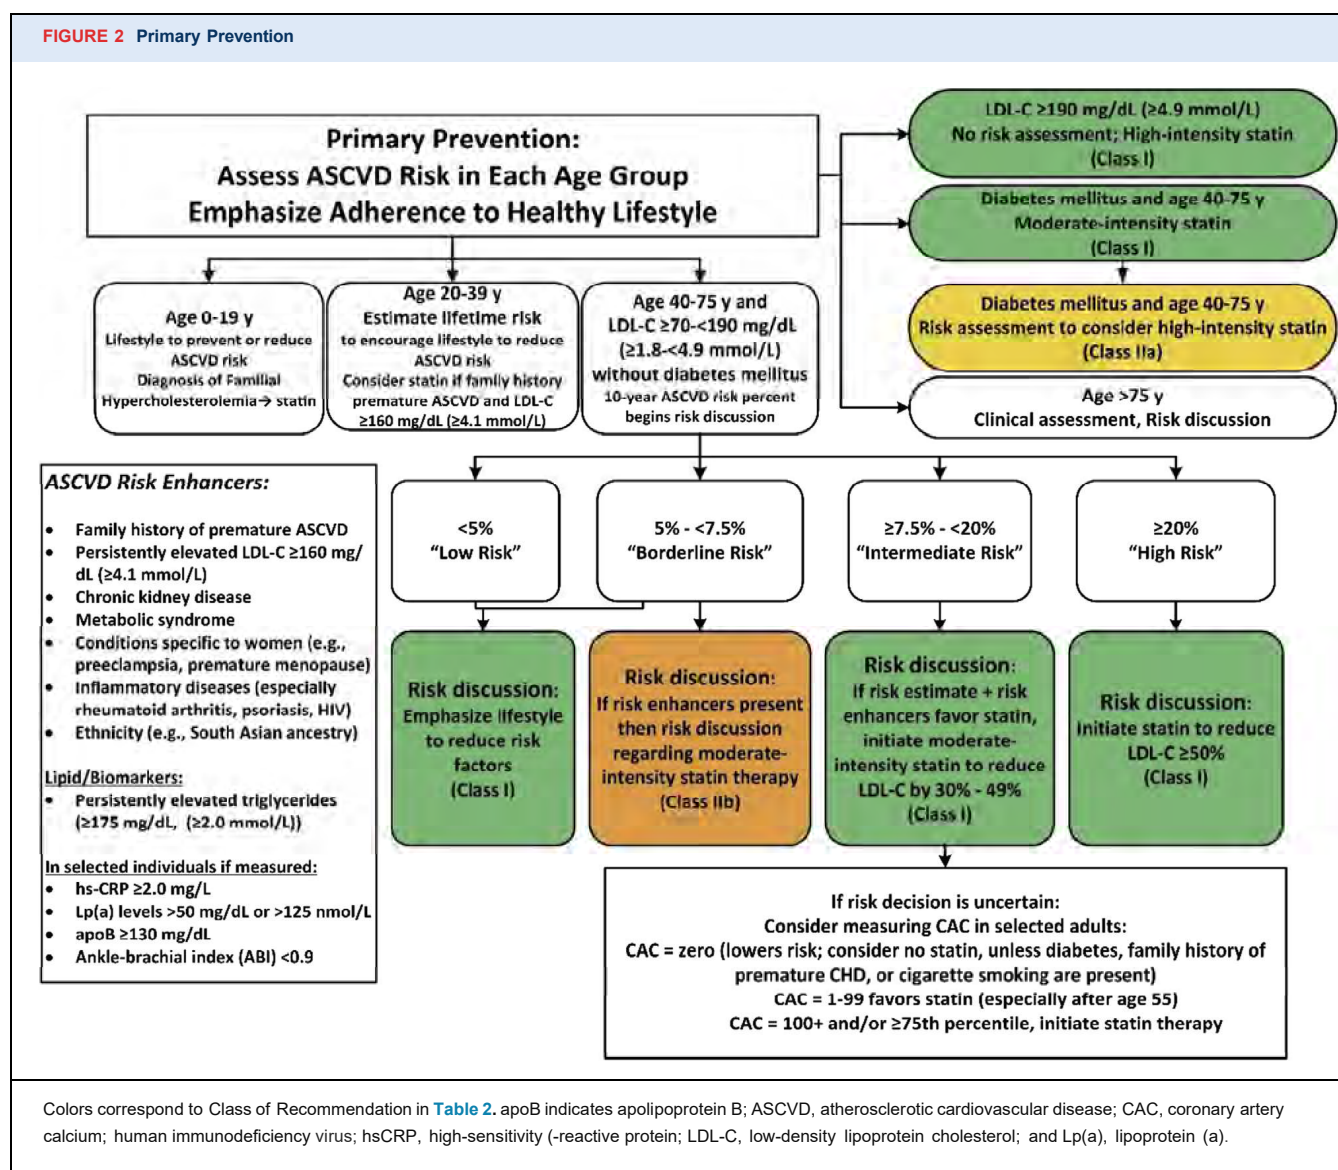 FIGURE 2 Primary Prevention
Primary Prevention:
Assess ASCVD Risk in Each Age Group
Emphasize Adherence to Healthy Lifestyle
LDL-C ≥190 mg/dL (≥4.9 mmol/L)
No risk assessment; High-intensity statin
(Class I)
Diabetes mellitus and age 40-75 y
Moderate-intensity statin
(Class I)
Diabetes mellitus and age 40-75 y
Risk assessment to consider high-intensity statin
(Class IIa)
Age >75 y
Clinical assessment, Risk discussion
Age 0-19 y
Lifestyle to prevent or reduce
ASCVD risk
Diagnosis of Familial
Hypercholesterolemia→ statin
Age 20-39 y
Estimate lifetime risk
to encourage lifestyle to reduce
ASCVD risk
Consider statin if family history
premature ASCVD and LDL-C
≥160 mg/dL (≥4.1 mmol/L)
Age 40-75 y and
LDL-C ≥70-<190 mg/dL
(≥1.8-<4.9 mmol/L)
without diabetes mellitus
10-year ASCVD risk percent
begins risk discussion
ASCVD Risk Enhancers:
• Family history of premature ASCVD
• Persistently elevated LDL-C ≥160 mg/
dL (≥4.1 mmol/L)
• Chronic kidney disease
• Metabolic syndrome
• Conditions specific to women (e.g.,
preeclampsia, premature menopause)
• Inflammatory diseases (especially
rheumatoid arthritis, psoriasis, HIV)
• Ethnicity (e.g., South Asian ancestry)
Lipid/Biomarkers:
• Persistently elevated triglycerides
(≥175 mg/dL, (≥2.0 mmol/L))
In selected individuals if measured:
• hs-CRP ≥2.0 mg/L
• Lp(a) levels >50 mg/dL or >125 nmol/L
• apoB ≥130 mg/dL
• Ankle-brachial index (ABI) <0.9
<5%
"Low Risk"
5% - <7.5%
"Borderline Risk"
≥7.5% - <20%
"Intermediate Risk"
≥20%
"High Risk"
Risk discussion:
Emphasize lifestyle
to reduce risk
factors
(Class I)
Risk discussion:
If risk enhancers present
then risk discussion
regarding moderate-
intensity statin therapy
(Class IIb)
Risk discussion:
If risk estimate + risk
enhancers favor statin,
initiate moderate-
intensity statin to reduce
LDL-C by 30% - 49%
(Class I)
Risk discussion:
Initiate statin to reduce
LDL-C ≥50%
(Class I)
If risk decision is uncertain:
Consider measuring CAC in selected adults:
CAC = zero (lowers risk; consider no statin, unless diabetes, family history of
premature CHD, or cigarette smoking are present)
CAC = 1-99 favors statin (especially after age 55)
CAC = 100+ and/or ≥75th percentile, initiate statin therapy
Colors correspond to Class of Recommendation in Table 2. apoB indicates apolipoprotein B; ASCVD, atherosclerotic cardiovascular disease; CAC, coronary artery
calcium; human immunodeficiency virus; hsCRP, high-sensitivity (-reactive protein; LDL-C, low-density lipoprotein cholesterol; and Lp(a), lipoprotein (a).